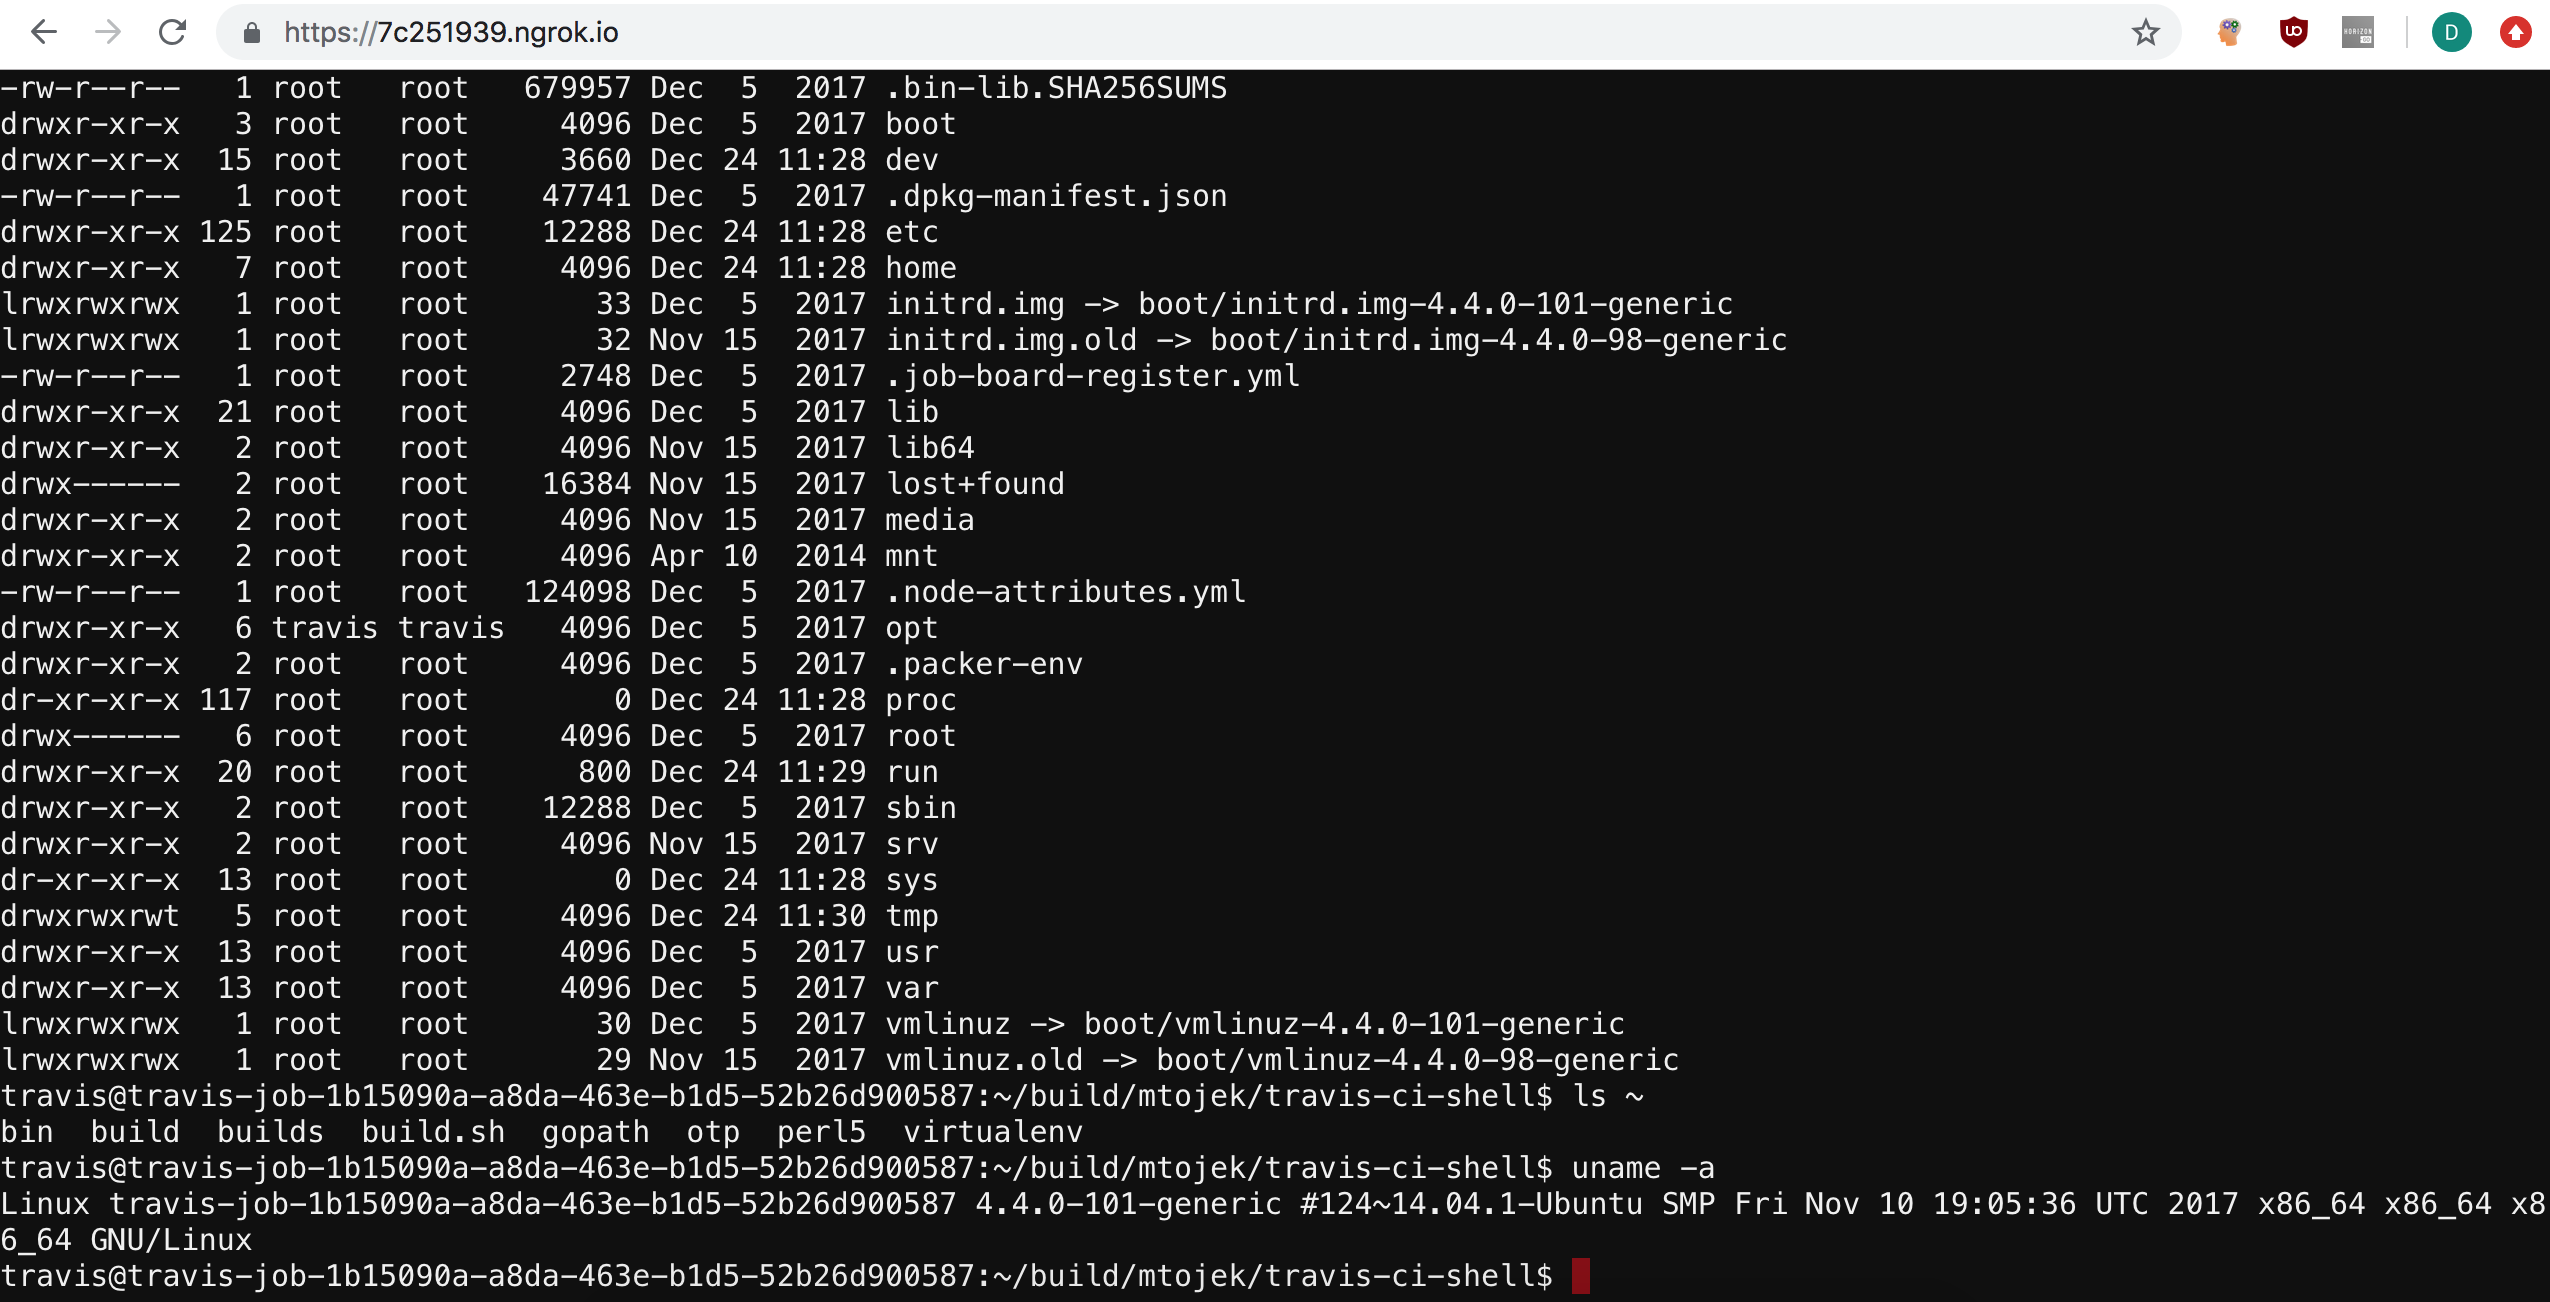 https://7c251939.ngrok.io D
-rw-r--r--   1 root   root   679957 Dec  5  2017 .bin-lib.SHA256SUMS
drwxr-xr-x   3 root   root     4096 Dec  5  2017 boot
drwxr-xr-x  15 root   root     3660 Dec 24 11:28 dev
-rw-r--r--   1 root   root    47741 Dec  5  2017 .dpkg-manifest.json
drwxr-xr-x 125 root   root    12288 Dec 24 11:28 etc
drwxr-xr-x   7 root   root     4096 Dec 24 11:28 home
lrwxrwxrwx   1 root   root       33 Dec  5  2017 initrd.img -> boot/initrd.img-4.4.0-101-generic
lrwxrwxrwx   1 root   root       32 Nov 15  2017 initrd.img.old -> boot/initrd.img-4.4.0-98-generic
-rw-r--r--   1 root   root     2748 Dec  5  2017 .job-board-register.yml
drwxr-xr-x  21 root   root     4096 Dec  5  2017 lib
drwxr-xr-x   2 root   root     4096 Nov 15  2017 lib64
drwx------   2 root   root    16384 Nov 15  2017 lost+found
drwxr-xr-x   2 root   root     4096 Nov 15  2017 media
drwxr-xr-x   2 root   root     4096 Apr 10  2014 mnt
-rw-r--r--   1 root   root   124098 Dec  5  2017 .node-attributes.yml
drwxr-xr-x   6 travis travis   4096 Dec  5  2017 opt
drwxr-xr-x   2 root   root     4096 Dec  5  2017 .packer-env
dr-xr-xr-x 117 root   root        0 Dec 24 11:28 proc
drwx------   6 root   root     4096 Dec  5  2017 root
drwxr-xr-x  20 root   root      800 Dec 24 11:29 run
drwxr-xr-x   2 root   root    12288 Dec  5  2017 sbin
drwxr-xr-x   2 root   root     4096 Nov 15  2017 srv
dr-xr-xr-x  13 root   root        0 Dec 24 11:28 sys
drwxrwxrwt   5 root   root     4096 Dec 24 11:30 tmp
drwxr-xr-x  13 root   root     4096 Dec  5  2017 usr
drwxr-xr-x  13 root   root     4096 Dec  5  2017 var
lrwxrwxrwx   1 root   root       30 Dec  5  2017 vmlinuz -> boot/vmlinuz-4.4.0-101-generic
lrwxrwxrwx   1 root   root       29 Nov 15  2017 vmlinuz.old -> boot/vmlinuz-4.4.0-98-generic
travis@travis-job-1b15090a-a8da-463e-b1d5-52b26d900587:~/build/mtojek/travis-ci-shell$ ls ~
bin  build  builds  build.sh  gopath  otp  perl5  virtualenv
travis@travis-job-1b15090a-a8da-463e-b1d5-52b26d900587:~/build/mtojek/travis-ci-shell$ uname -a
Linux travis-job-1b15090a-a8da-463e-b1d5-52b26d900587 4.4.0-101-generic #124~14.04.1-Ubuntu SMP Fri Nov 10 19:05:36 UTC 2017 x86_64 x86_64 x8
6_64 GNU/Linux
travis@travis-job-1b15090a-a8da-463e-b1d5-52b26d900587:~/build/mtojek/travis-ci-shell$